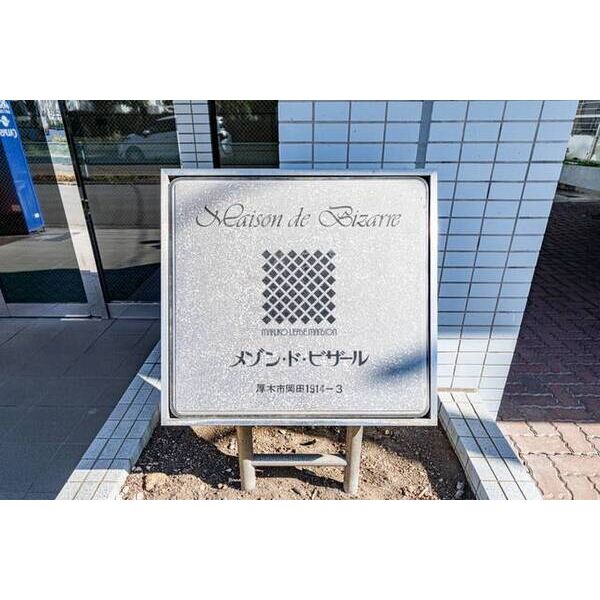 Maison de Bizarre
MARUKO LEASE MANSION
メゾン・ド・ビザール
厚木市岡田1514－3